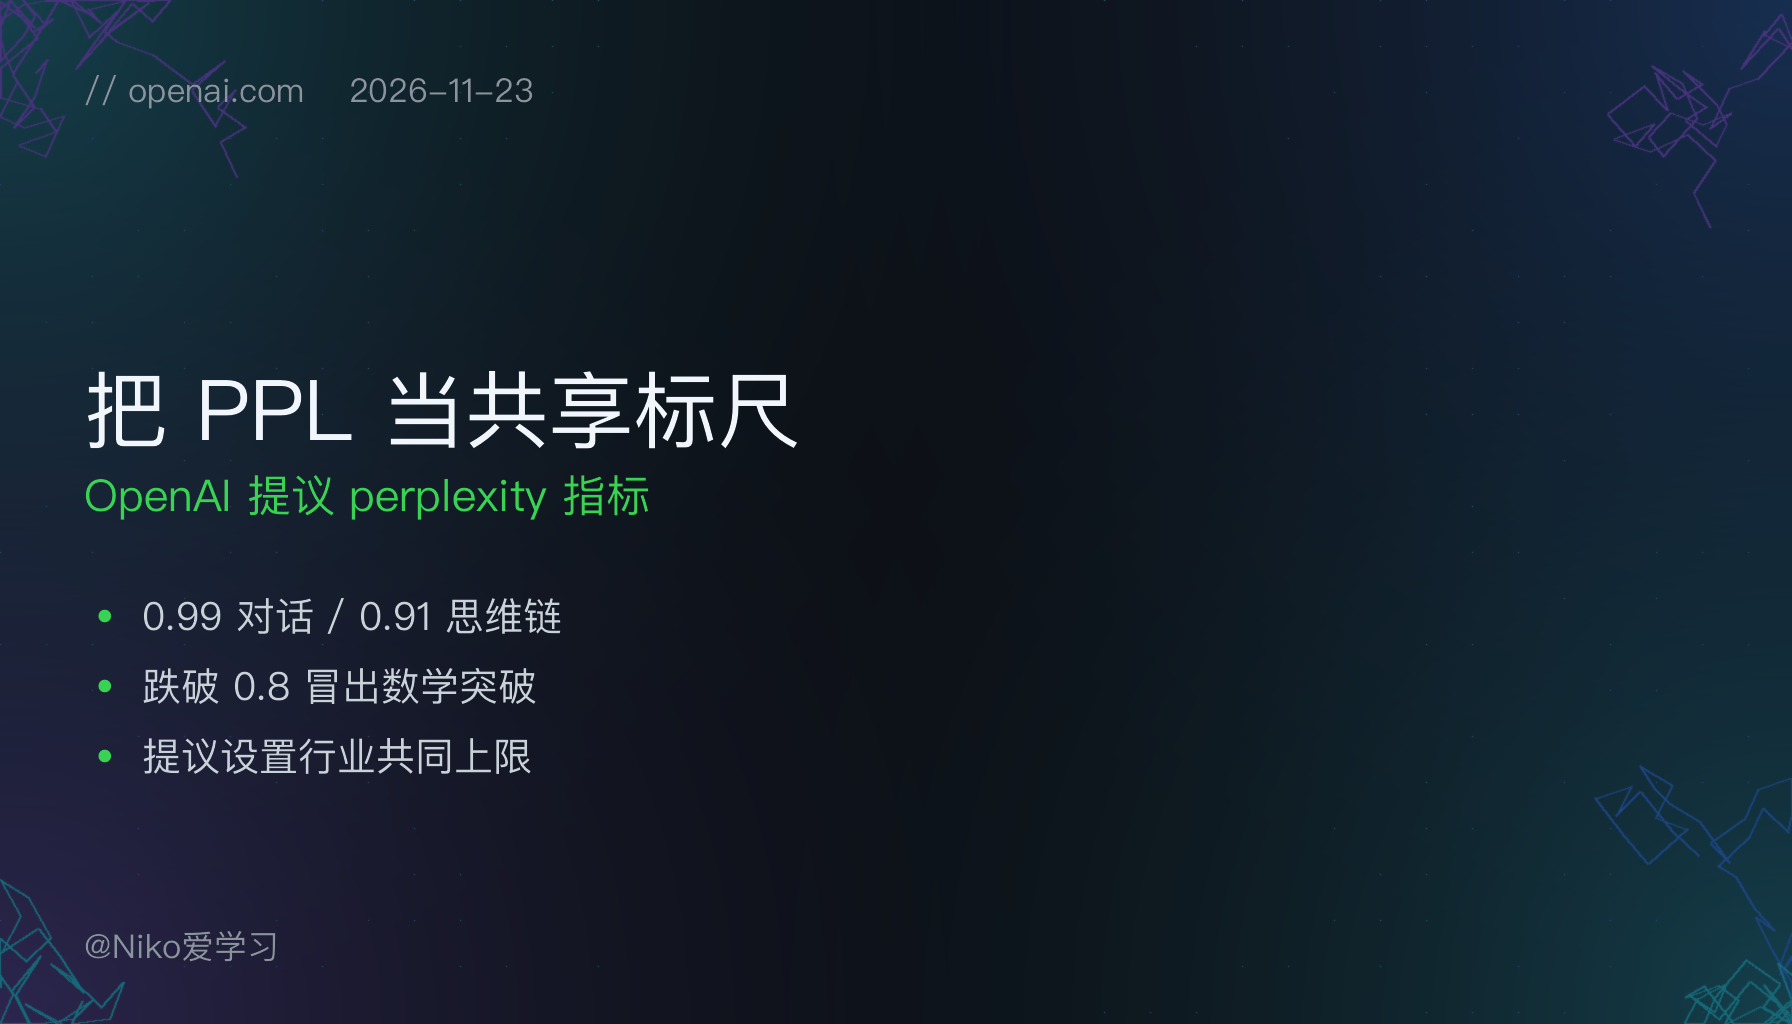 // openai.com 2026-11-23
把 PPL 当共享标尺
OpenAI 提议 perplexity 指标
• 0.99 对话 / 0.91 思维链
• 跌破 0.8 冒出数学突破
• 提议设置行业共同上限
@Niko爱学习